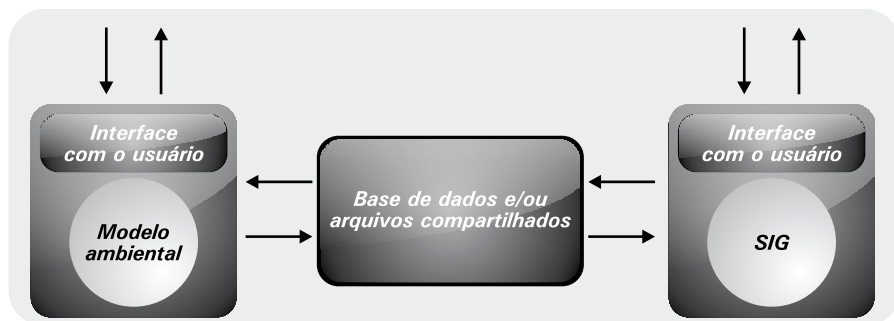 Interface
com o usuário
Modelo
ambiental
Base de dados e/ou
arquivos compartilhados
Interface
com o usuário
SIG